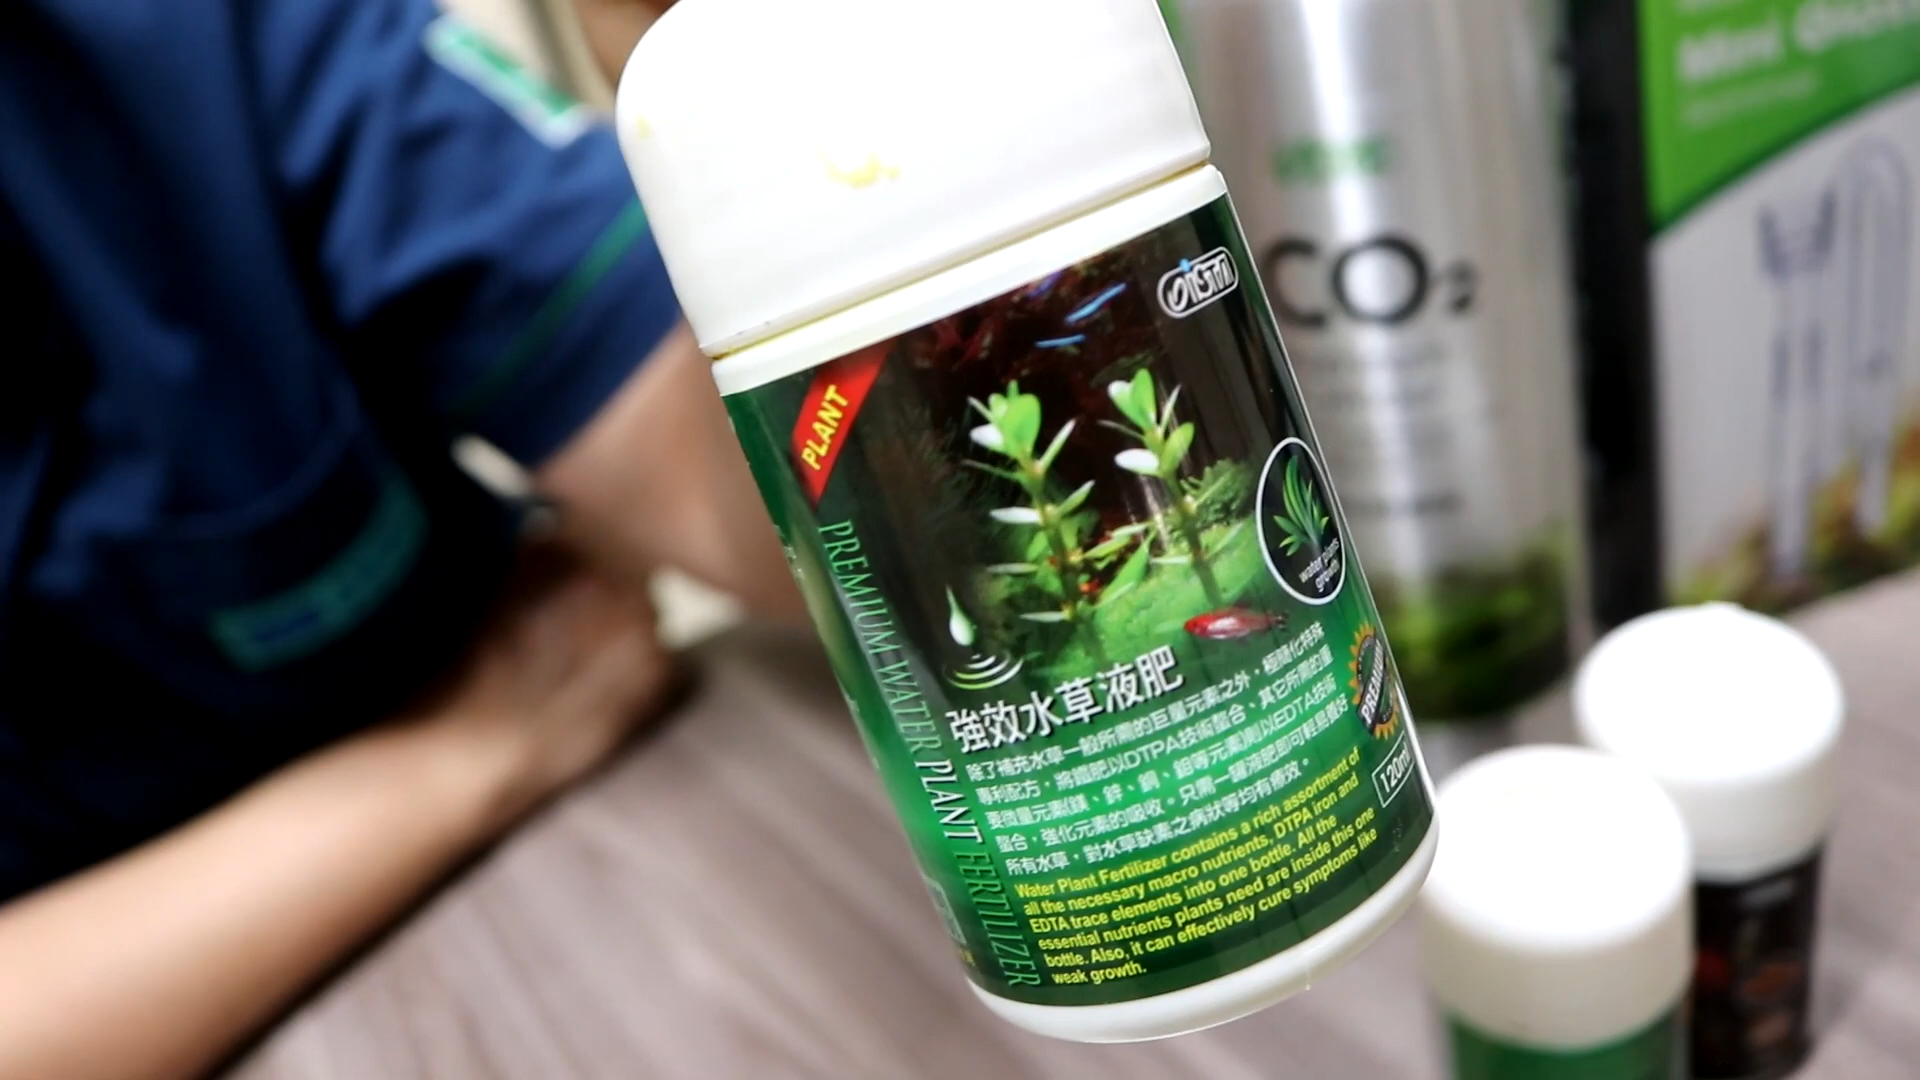 ISTA
PLANT
PREMIUM WATER PLANT FERTILIZER
water plants
growth
強效水草液肥
除了補充水草一般所需的巨量元素之外，極簡化特殊
專利配方，將鐵肥以DTPA技術螯合、其它所需的重
要微量元素(鎂、鋅、銅、鉬等元素)則以EDTA技術
螯合，強化元素的吸收。只需一罐液肥即可輕易養好
所有水草，對水草缺素之病狀等均有療效。
Water Plant Fertilizer contains a rich assortment of
all the necessary macro nutrients, DTPA iron and
EDTA trace elements into one bottle. All the
essential nutrients plants need are inside this one
bottle. Also, it can effectively cure symptoms like
weak growth.
PREMIUM
120ml
CO2
Mini